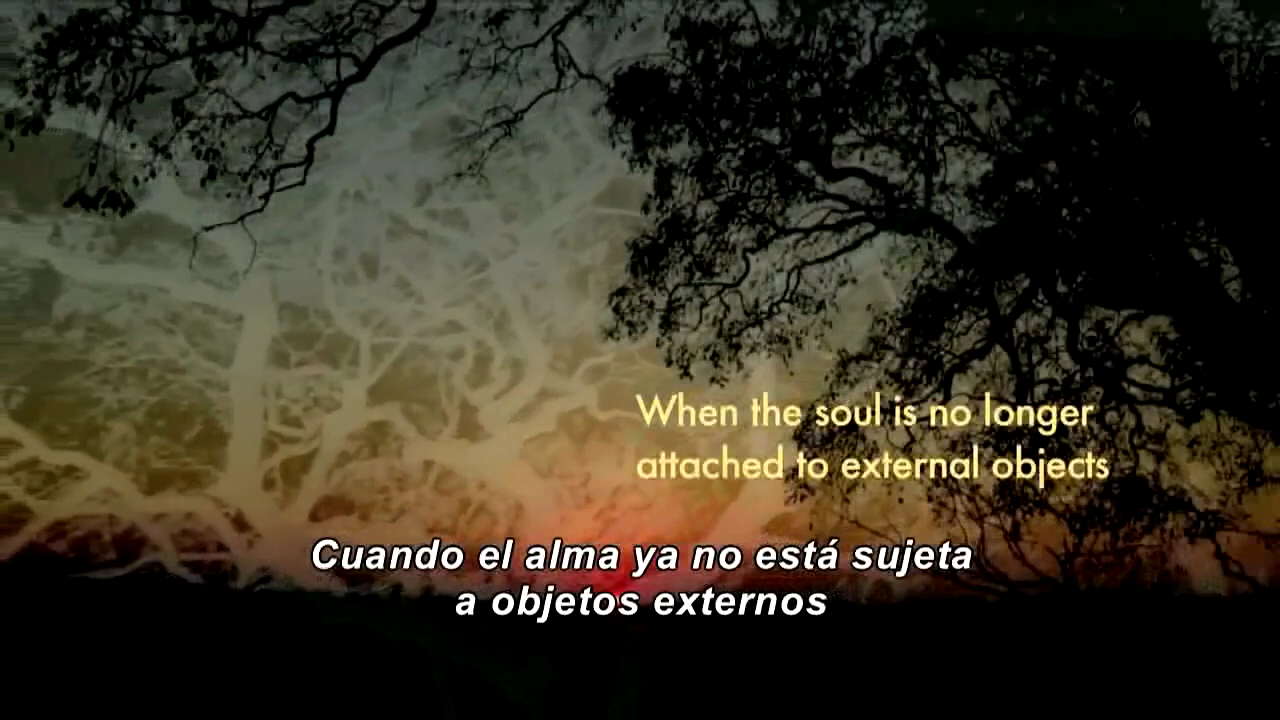 When the soul is no longer
attached to external objects
Cuando el alma ya no está sujeta
a objetos externos